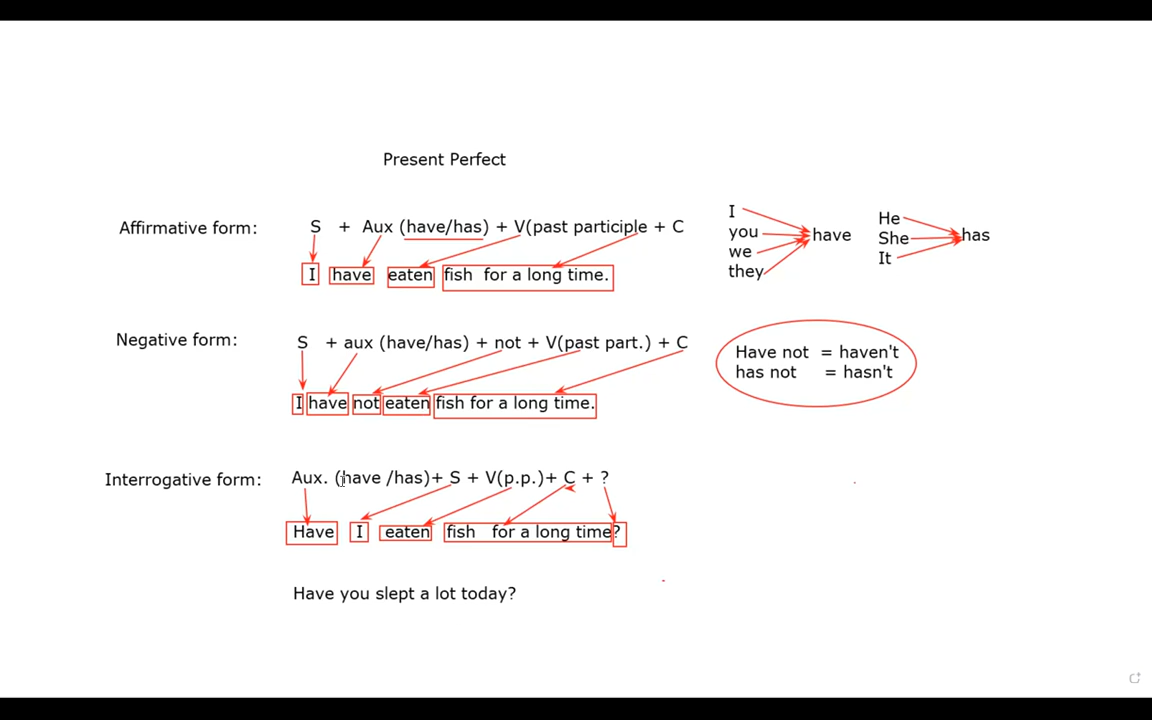 Present Perfect
Affirmative form: S + Aux (have/has) + V(past participle + C
I have eaten fish for a long time.
I
you
we
they
have
He
She
It
has
Negative form: S + aux (have/has) + not + V(past part.) + C
I have not eaten fish for a long time.
Have not = haven't
has not = hasn't
Interrogative form: Aux. (have /has)+ S + V(p.p.)+ C + ?
Have I eaten fish for a long time?
Have you slept a lot today?